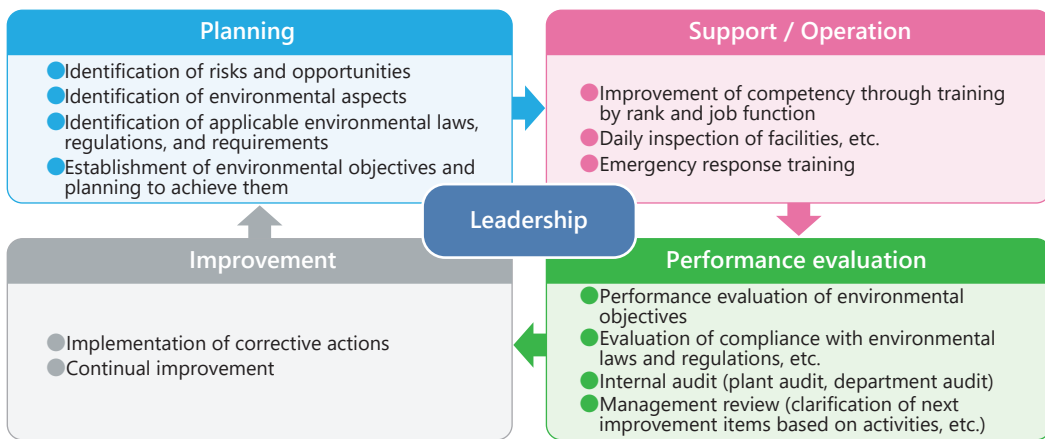 Planning
●Identification of risks and opportunities
●Identification of environmental aspects
●Identification of applicable environmental laws,
regulations, and requirements
●Establishment of environmental objectives and
planning to achieve them
Support / Operation
●Improvement of competency through training
by rank and job function
●Daily inspection of facilities, etc.
●Emergency response training
Leadership
Improvement
●Implementation of corrective actions
●Continual improvement
Performance evaluation
●Performance evaluation of environmental
objectives
●Evaluation of compliance with environmental
laws and regulations, etc.
●Internal audit (plant audit, department audit)
●Management review (clarification of next
improvement items based on activities, etc.)